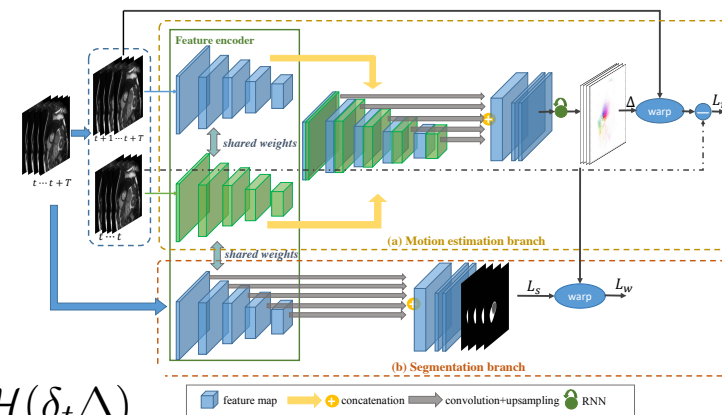 Feature encoder
t+1 ⋯ t+T
Δ
warp
L
shared weights
t ⋯ t + T
t ⋯ t
(a) Motion estimation branch
shared weights
L_s
warp
L_w
(b) Segmentation branch
(δ_t Δ)
feature map
concatenation
convolution+upsampling
RNN